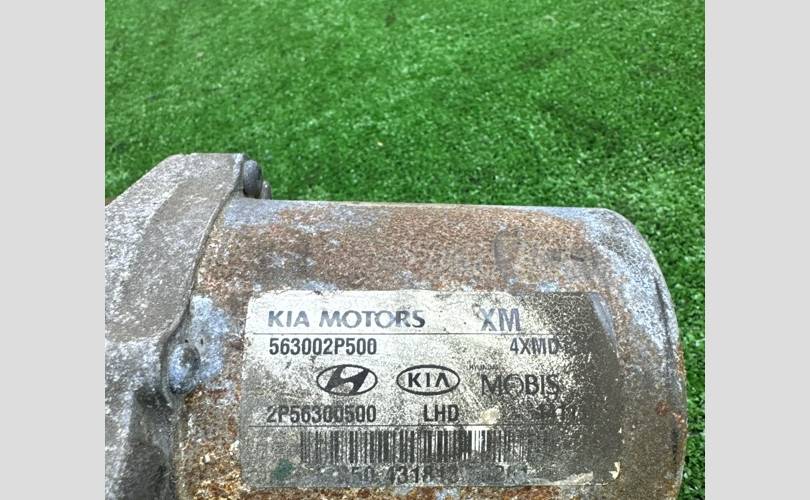 KIA MOTORS XM
563002P500 4XMD
KIA MOBIS
2P56300500 LHD